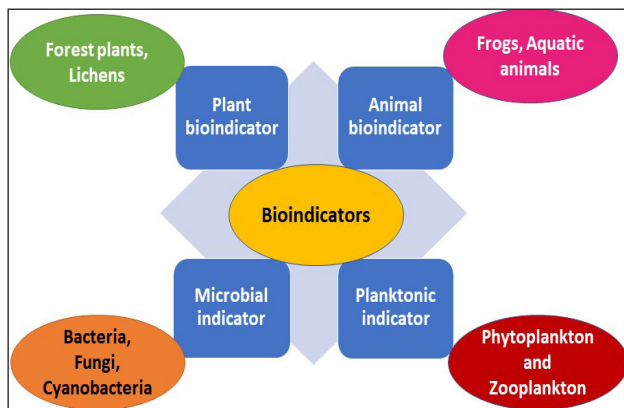 Forest plants,
Lichens
Frogs, Aquatic
animals
Plant
bioindicator
Animal
bioindicator
Bioindicators
Microbial
indicator
Planktonic
indicator
Bacteria,
Fungi,
Cyanobacteria
Phytoplankton
and
Zooplankton